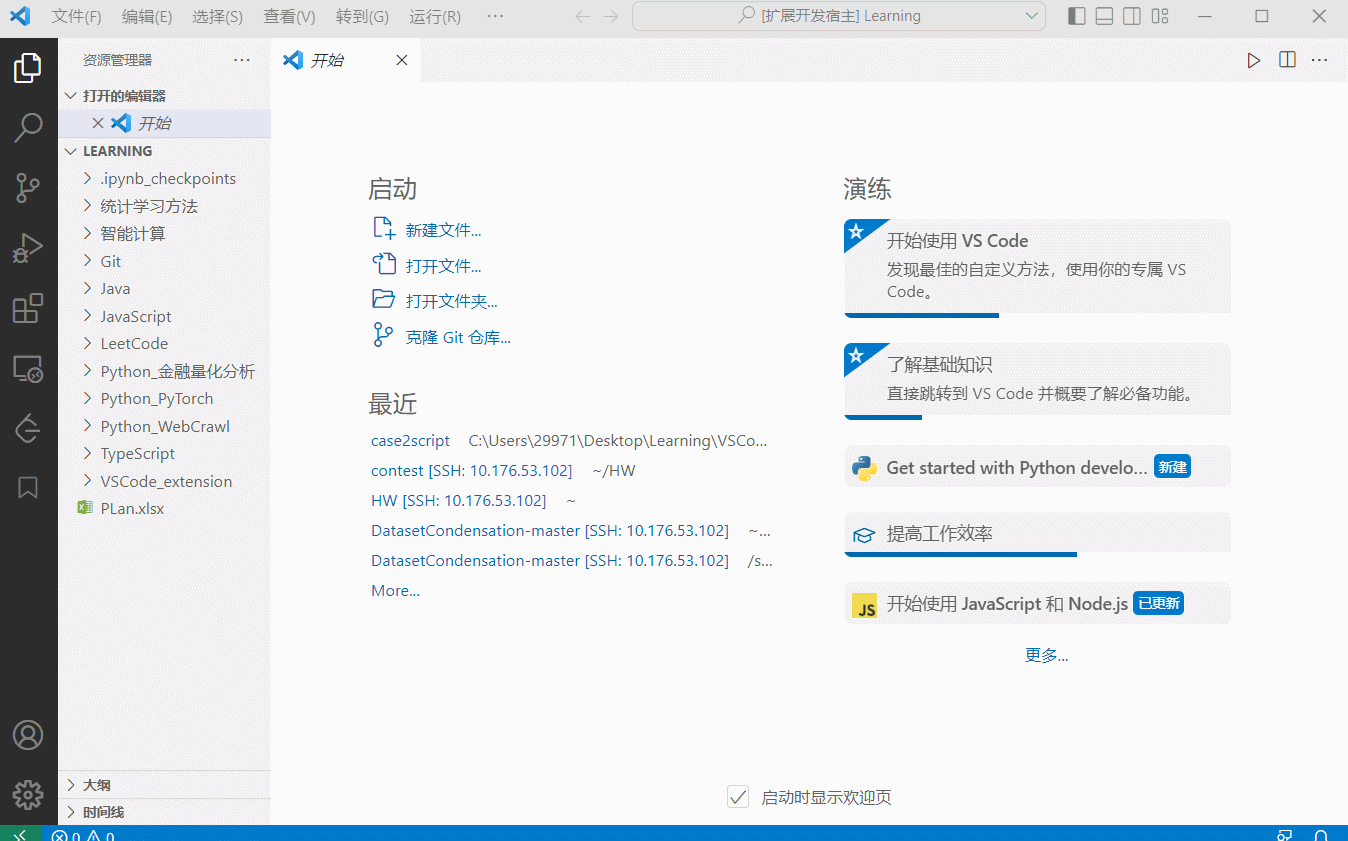 文件(F) 编辑(E) 选择(S) 查看(V) 转到(G) 运行(R) ··· [扩展开发宿主] Learning
资源管理器 ···
打开的编辑器
开始
LEARNING
.ipynb_checkpoints
统计学习方法
智能计算
Git
Java
JavaScript
LeetCode
Python_金融量化分析
Python_PyTorch
Python_WebCrawl
TypeScript
VSCode_extension
PLan.xlsx
大纲
时间线
开始
启动
新建文件...
打开文件...
打开文件夹...
克隆 Git 仓库...
最近
case2script C:\Users\29971\Desktop\Learning\VSCo...
contest [SSH: 10.176.53.102] ~/HW
HW [SSH: 10.176.53.102] ~
DatasetCondensation-master [SSH: 10.176.53.102] ~...
DatasetCondensation-master [SSH: 10.176.53.102] /s...
More...
演练
开始使用 VS Code
发现最佳的自定义方法，使用你的专属 VS
Code。
了解基础知识
直接跳转到 VS Code 并概要了解必备功能。
Get started with Python develo... 新建
提高工作效率
JS 开始使用 JavaScript 和 Node.js 已更新
更多...
启动时显示欢迎页
0 0